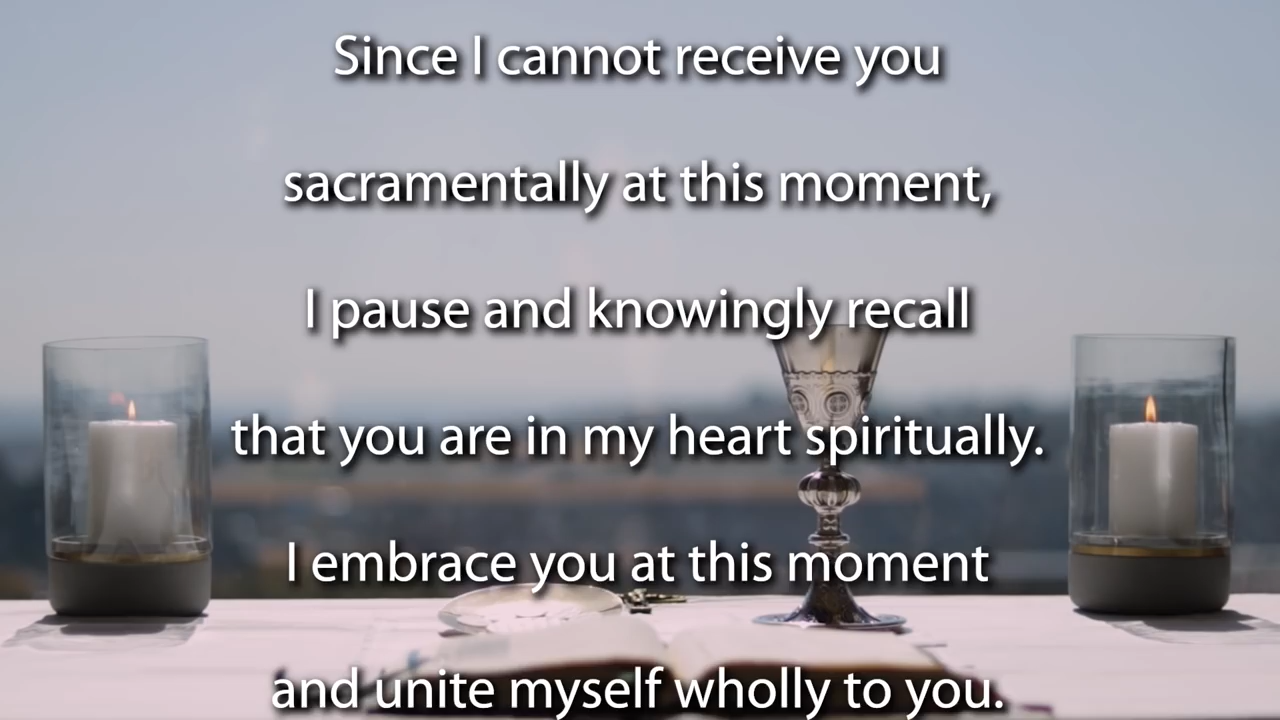 Since I cannot receive you
sacramentally at this moment,
I pause and knowingly recall
that you are in my heart spiritually.
I embrace you at this moment
and unite myself wholly to you.